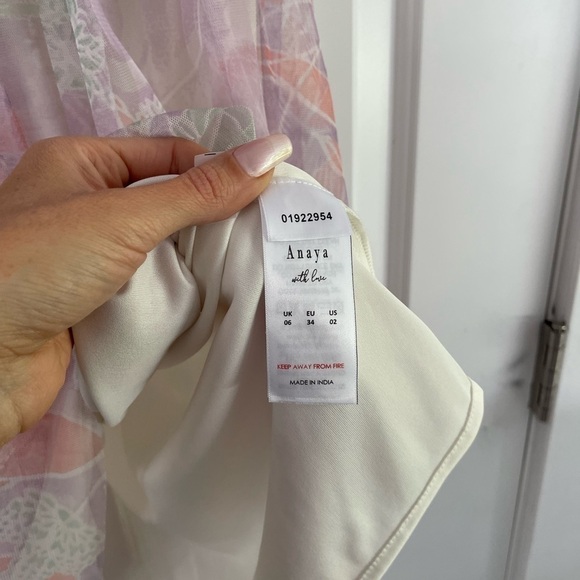 01922954
Anaya
with love
UK EU US
06 34 02
KEEP AWAY FROM FIRE
MADE IN INDIA